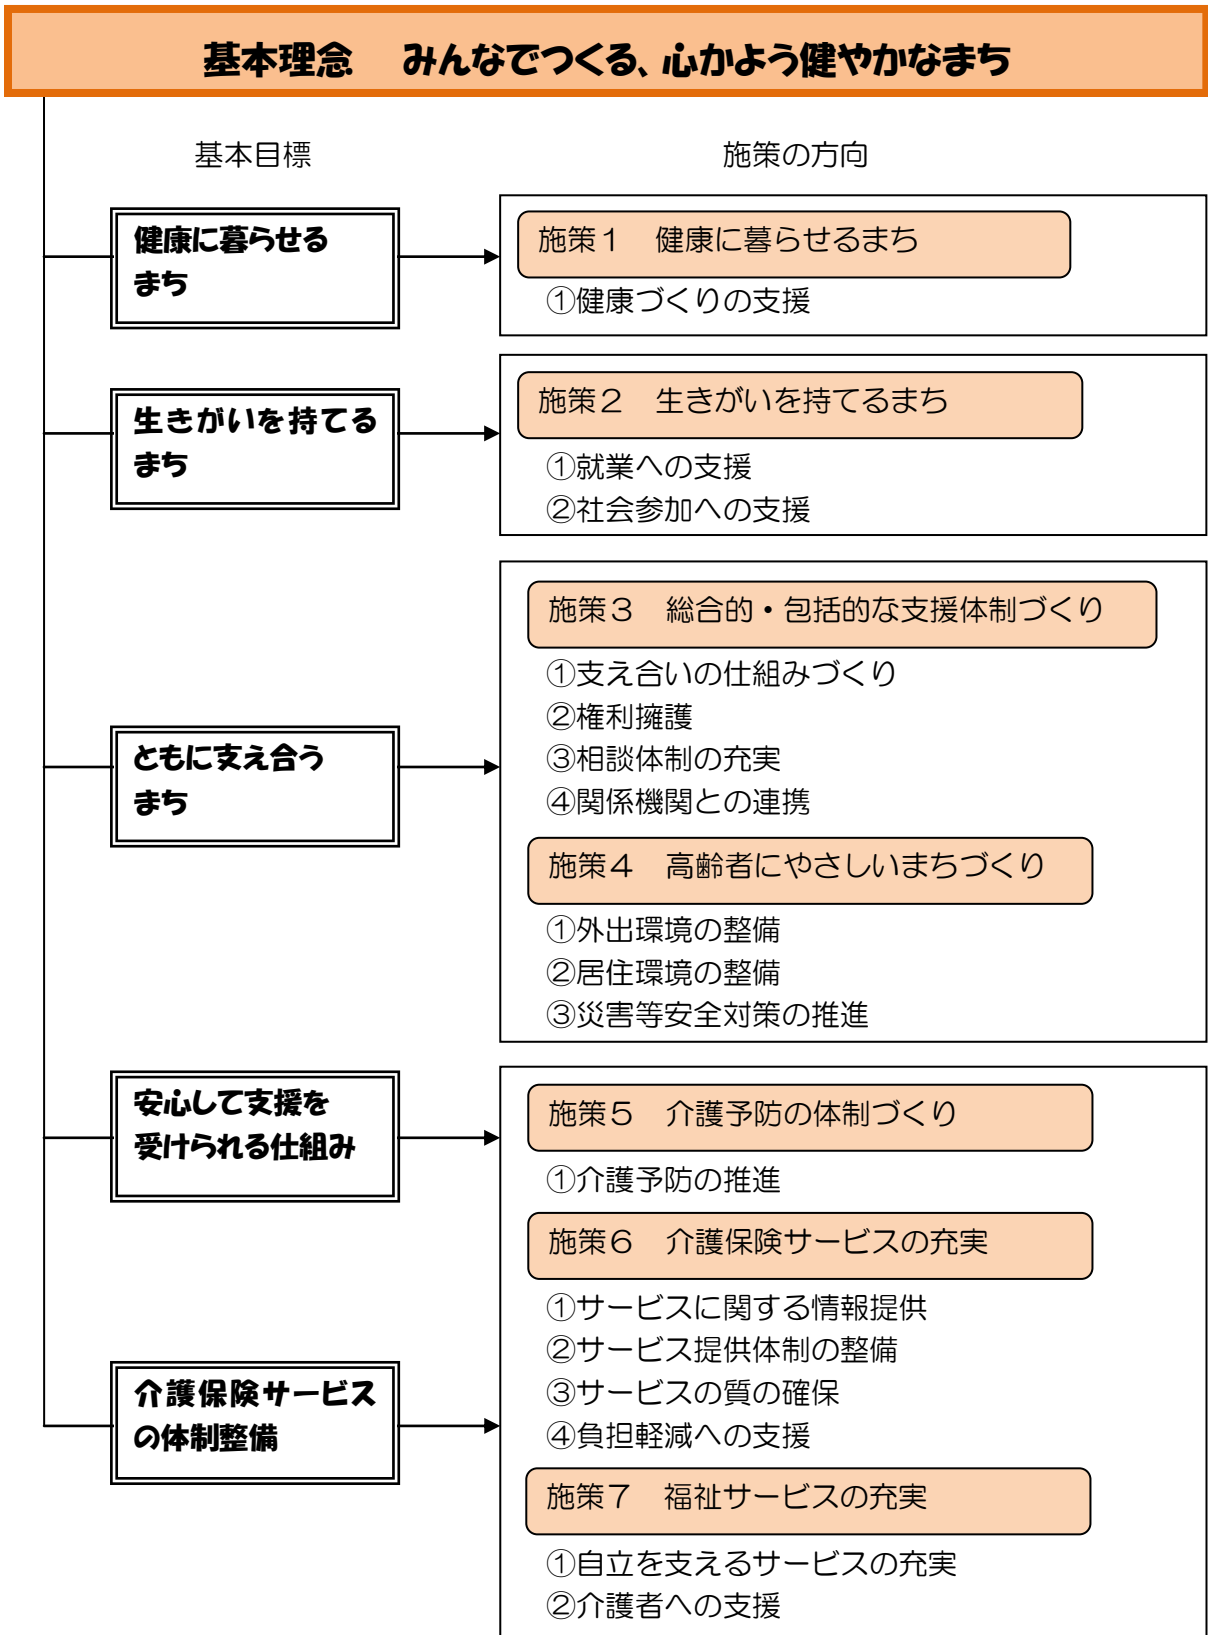 基本理念　みんなでつくる、心かよう健やかなまち
基本目標
施策の方向
健康に暮らせる
まち
施策１　健康に暮らせるまち
①健康づくりの支援
生きがいを持てる
まち
施策２　生きがいを持てるまち
①就業への支援
②社会参加への支援
ともに支え合う
まち
施策３　総合的・包括的な支援体制づくり
①支え合いの仕組みづくり
②権利擁護
③相談体制の充実
④関係機関との連携
施策４　高齢者にやさしいまちづくり
①外出環境の整備
②居住環境の整備
③災害等安全対策の推進
安心して支援を
受けられる仕組み
介護保険サービス
の体制整備
施策５　介護予防の体制づくり
①介護予防の推進
施策６　介護保険サービスの充実
①サービスに関する情報提供
②サービス提供体制の整備
③サービスの質の確保
④負担軽減への支援
施策７　福祉サービスの充実
①自立を支えるサービスの充実
②介護者への支援